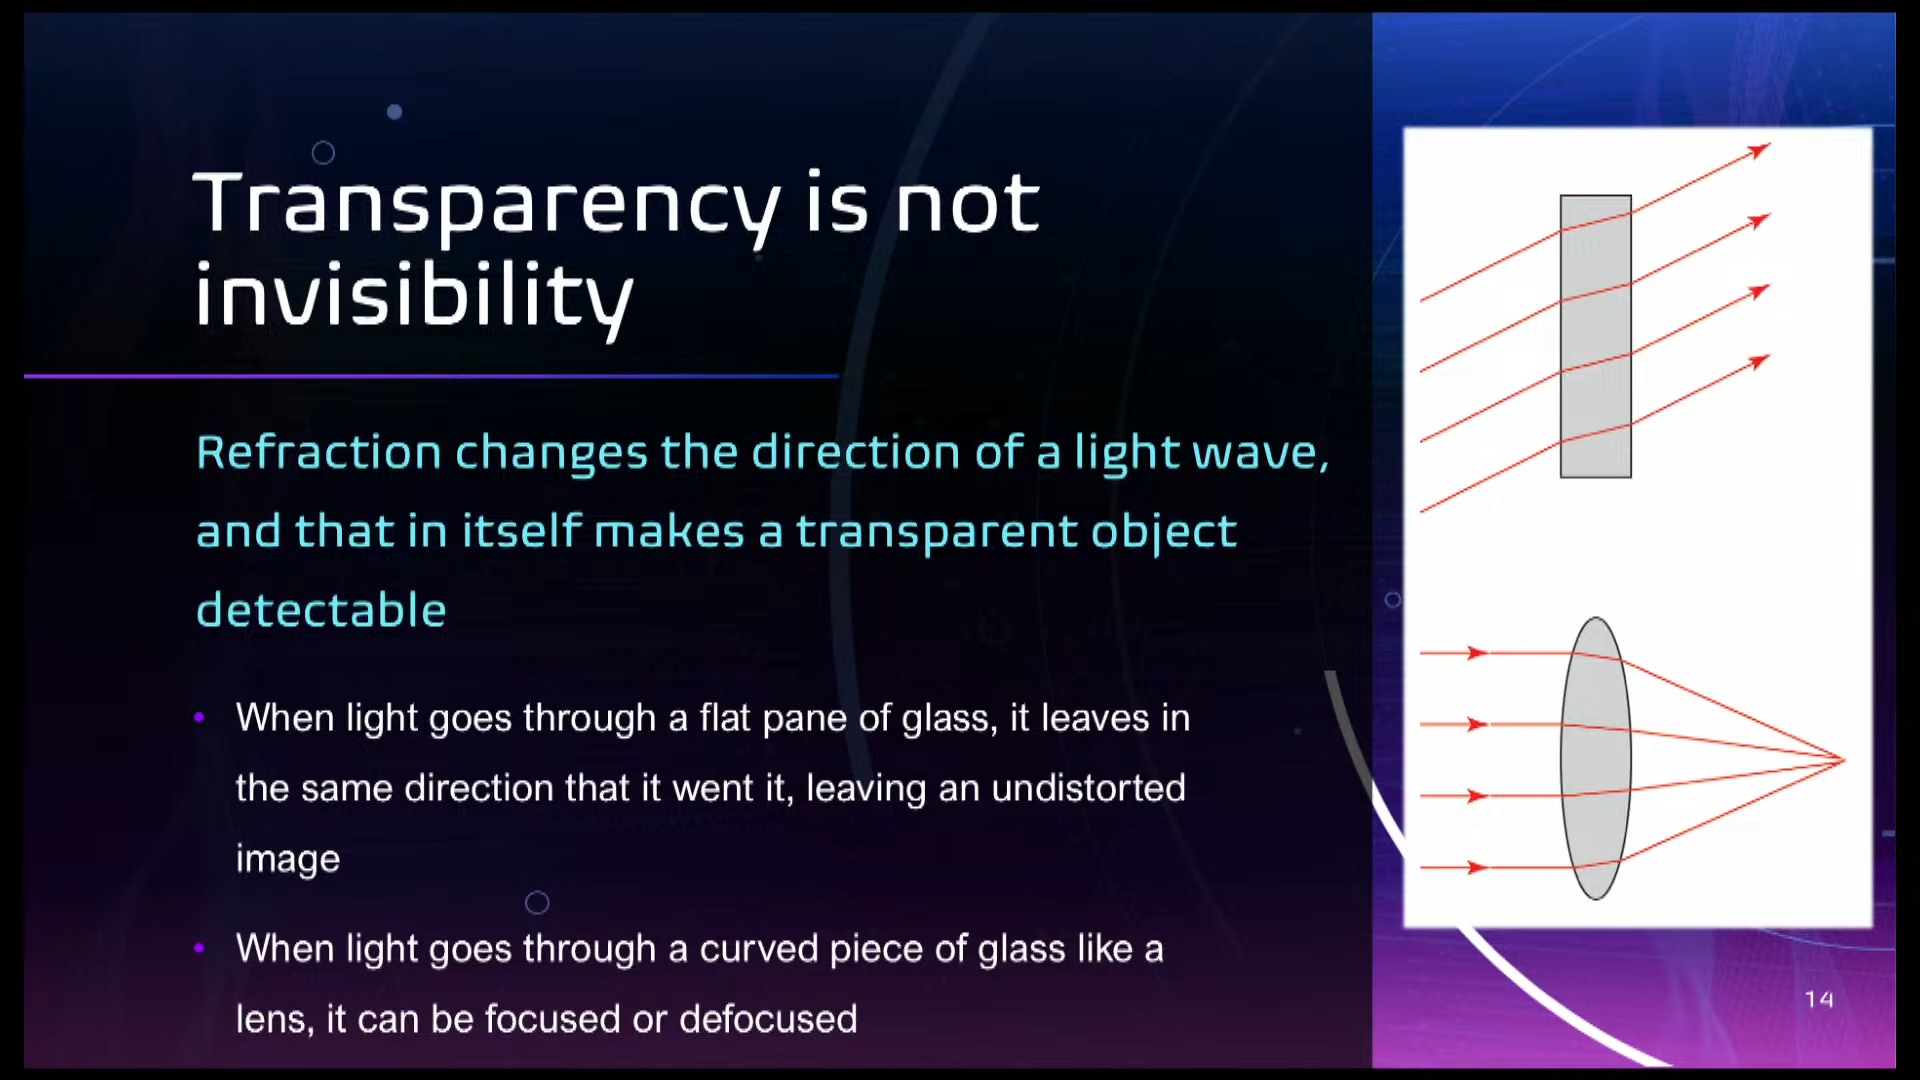 Transparency is not
invisibility
Refraction changes the direction of a light wave,
and that in itself makes a transparent object
detectable
• When light goes through a flat pane of glass, it leaves in
the same direction that it went it, leaving an undistorted
image
• When light goes through a curved piece of glass like a
lens, it can be focused or defocused
14